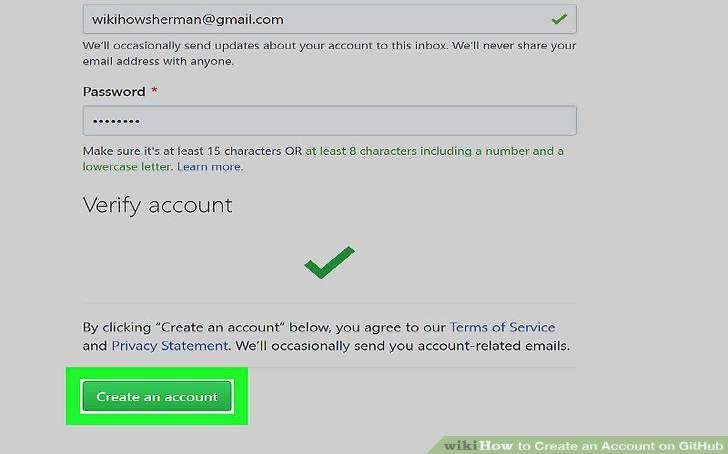 wikihowsherman@gmail.com
We'll occasionally send updates about your account to this inbox. We'll never share your
email address with anyone.
Password *
••••••••
Make sure it's at least 15 characters OR at least 8 characters including a number and a
lowercase letter. Learn more.
Verify account
By clicking "Create an account" below, you agree to our Terms of Service
and Privacy Statement. We'll occasionally send you account-related emails.
Create an account
wikiHow to Create an Account on GitHub